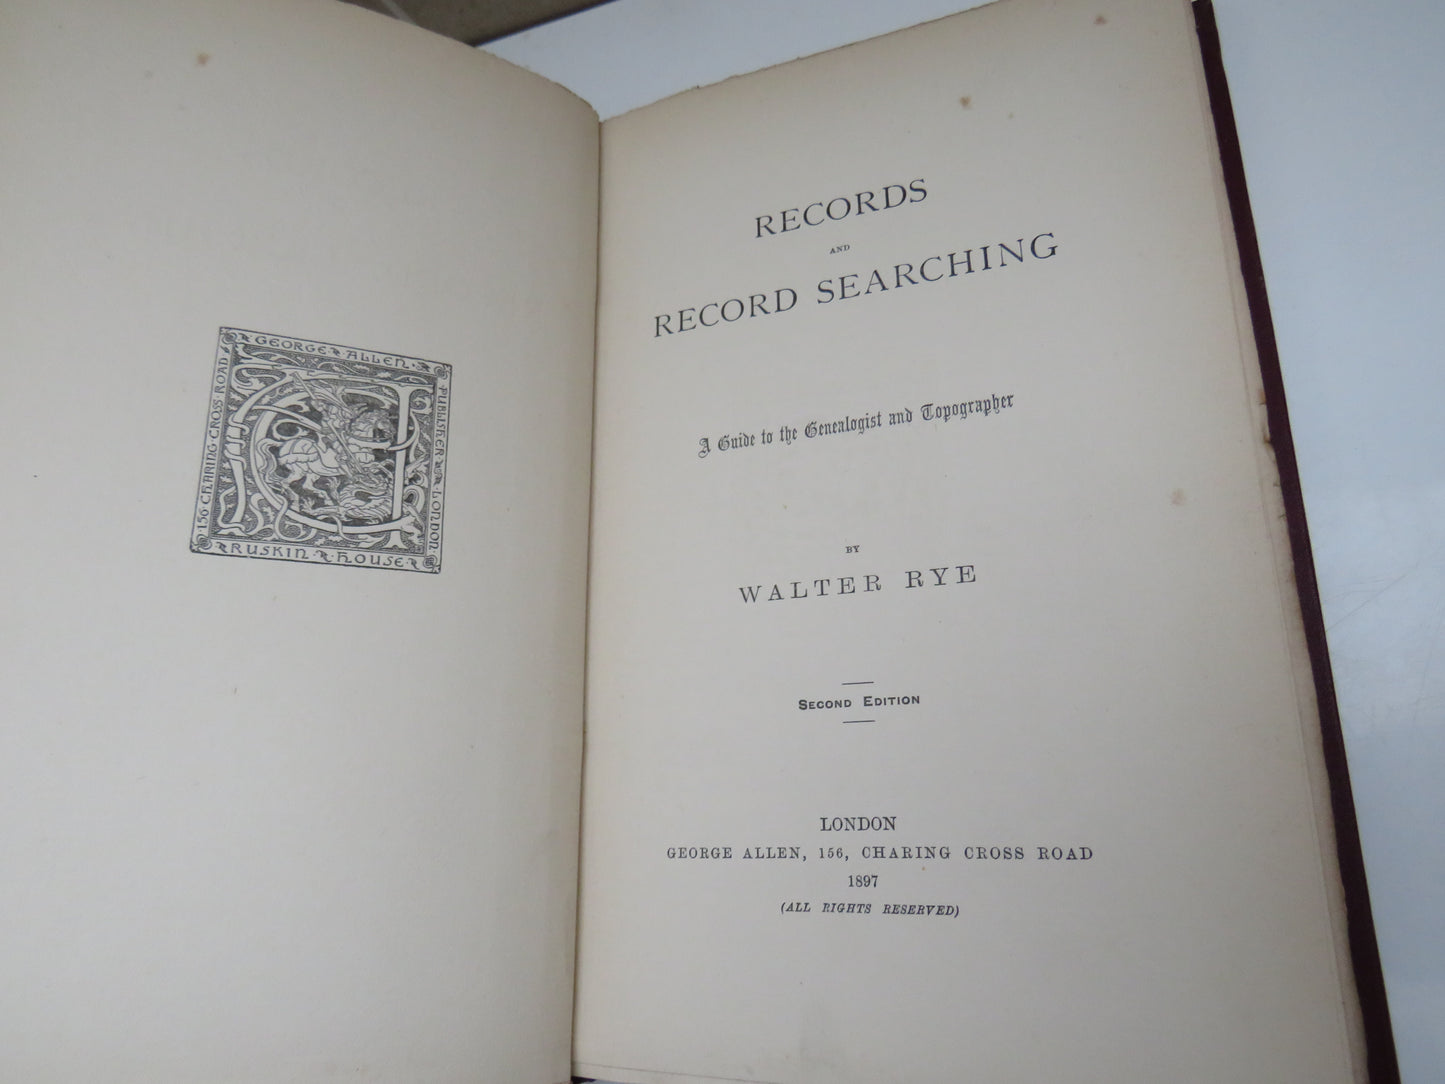 GEORGE · ALLEN ·
PUBLISHER · LONDON
RUSKIN · HOUSE
· 156 · CHARING · CROSS · ROAD
RECORDS
AND
RECORD SEARCHING
A Guide to the Genealogist and Topographer
BY
WALTER RYE
SECOND EDITION
LONDON
GEORGE ALLEN, 156, CHARING CROSS ROAD
1897
(ALL RIGHTS RESERVED)